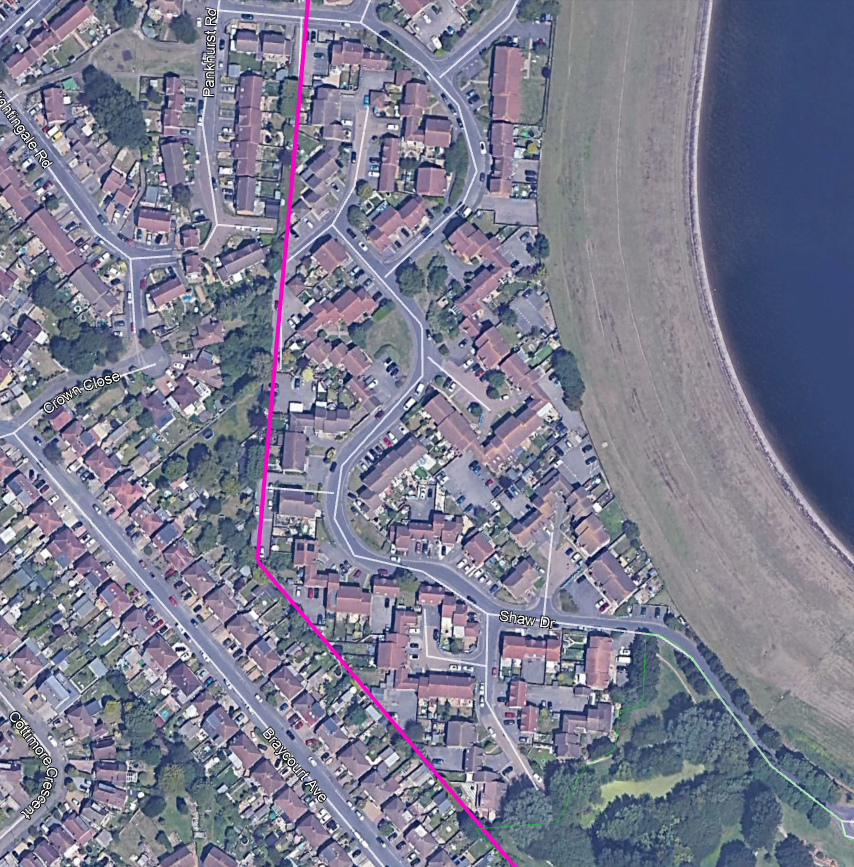 Pankhurst Rd
Nightingale Rd
Crown Close
Shaw Dr
Braycourt Ave
Cottimore Crescent